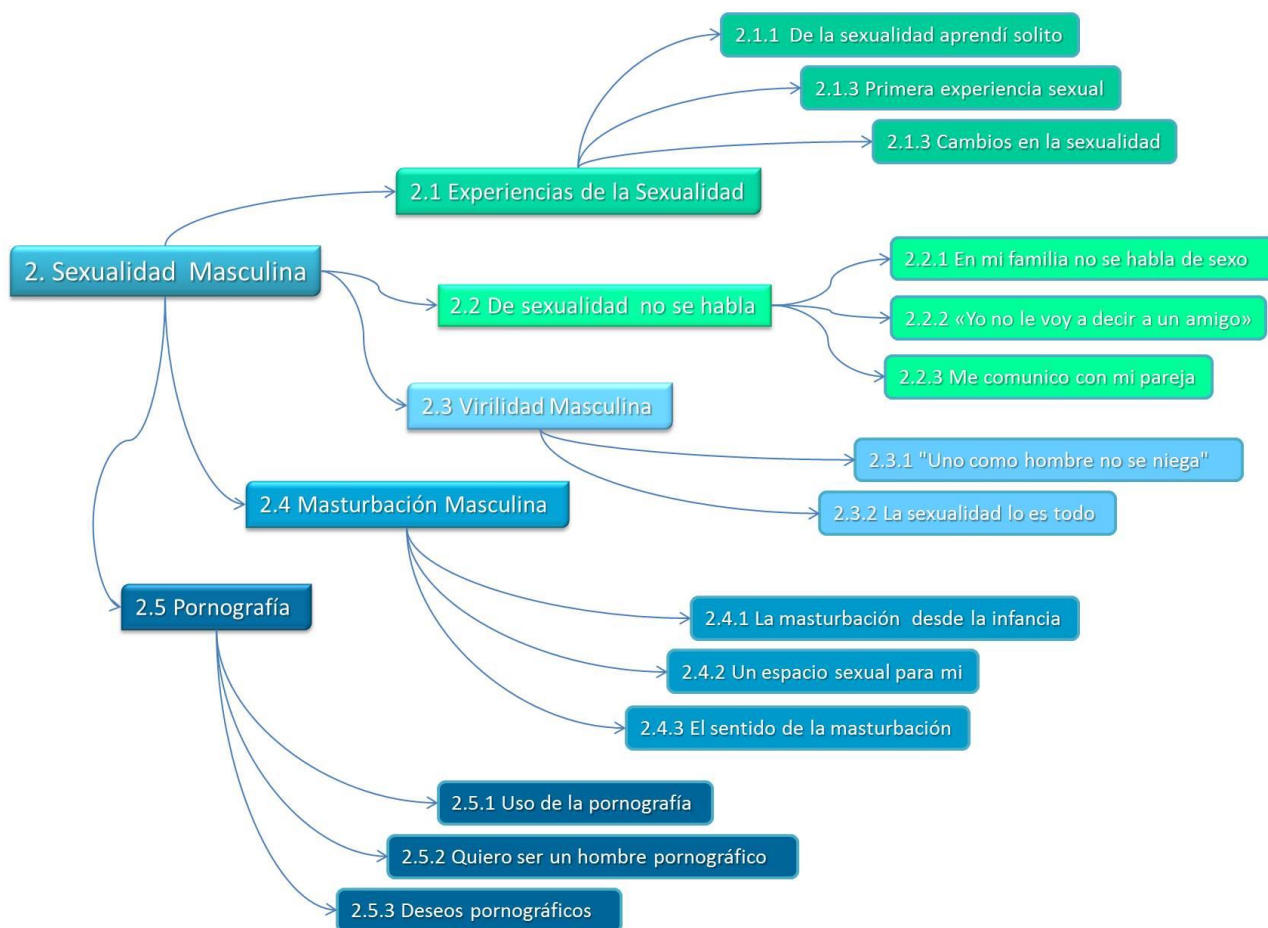 2. Sexualidad Masculina
2.1 Experiencias de la Sexualidad
2.1.1 De la sexualidad aprendí solito
2.1.3 Primera experiencia sexual
2.1.3 Cambios en la sexualidad
2.2 De sexualidad no se habla
2.2.1 En mi familia no se habla de sexo
2.2.2 «Yo no le voy a decir a un amigo»
2.2.3 Me comunico con mi pareja
2.3 Virilidad Masculina
2.3.1 "Uno como hombre no se niega"
2.3.2 La sexualidad lo es todo
2.4 Masturbación Masculina
2.4.1 La masturbación desde la infancia
2.4.2 Un espacio sexual para mi
2.4.3 El sentido de la masturbación
2.5 Pornografía
2.5.1 Uso de la pornografía
2.5.2 Quiero ser un hombre pornográfico
2.5.3 Deseos pornográficos